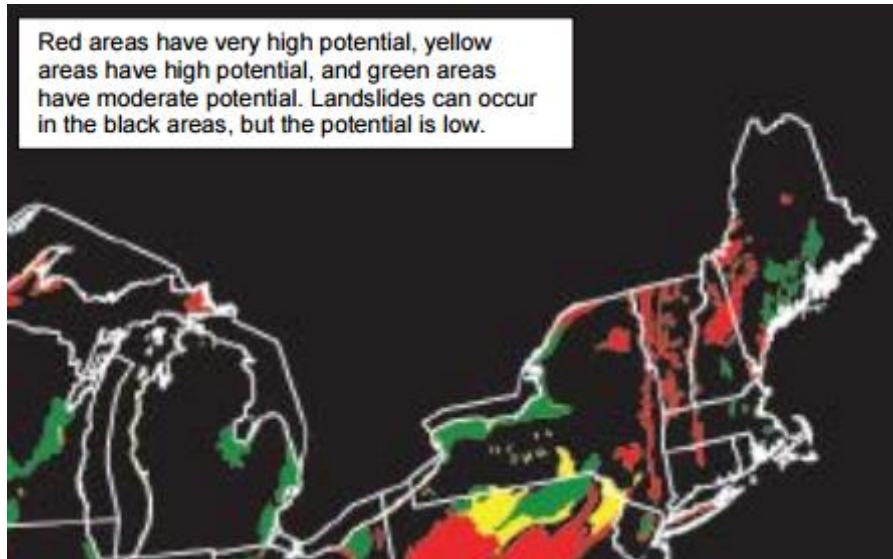 Red areas have very high potential, yellow
areas have high potential, and green areas
have moderate potential. Landslides can occur
in the black areas, but the potential is low.